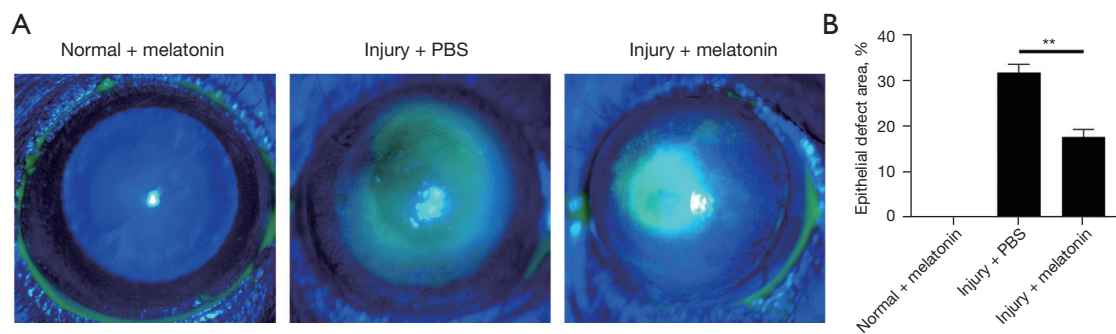 A
Normal + melatonin
Injury + PBS
Injury + melatonin
B
Epithelial defect area, %
40
30
20
10
0
**
Normal + melatonin
Injury + PBS
Injury + melatonin